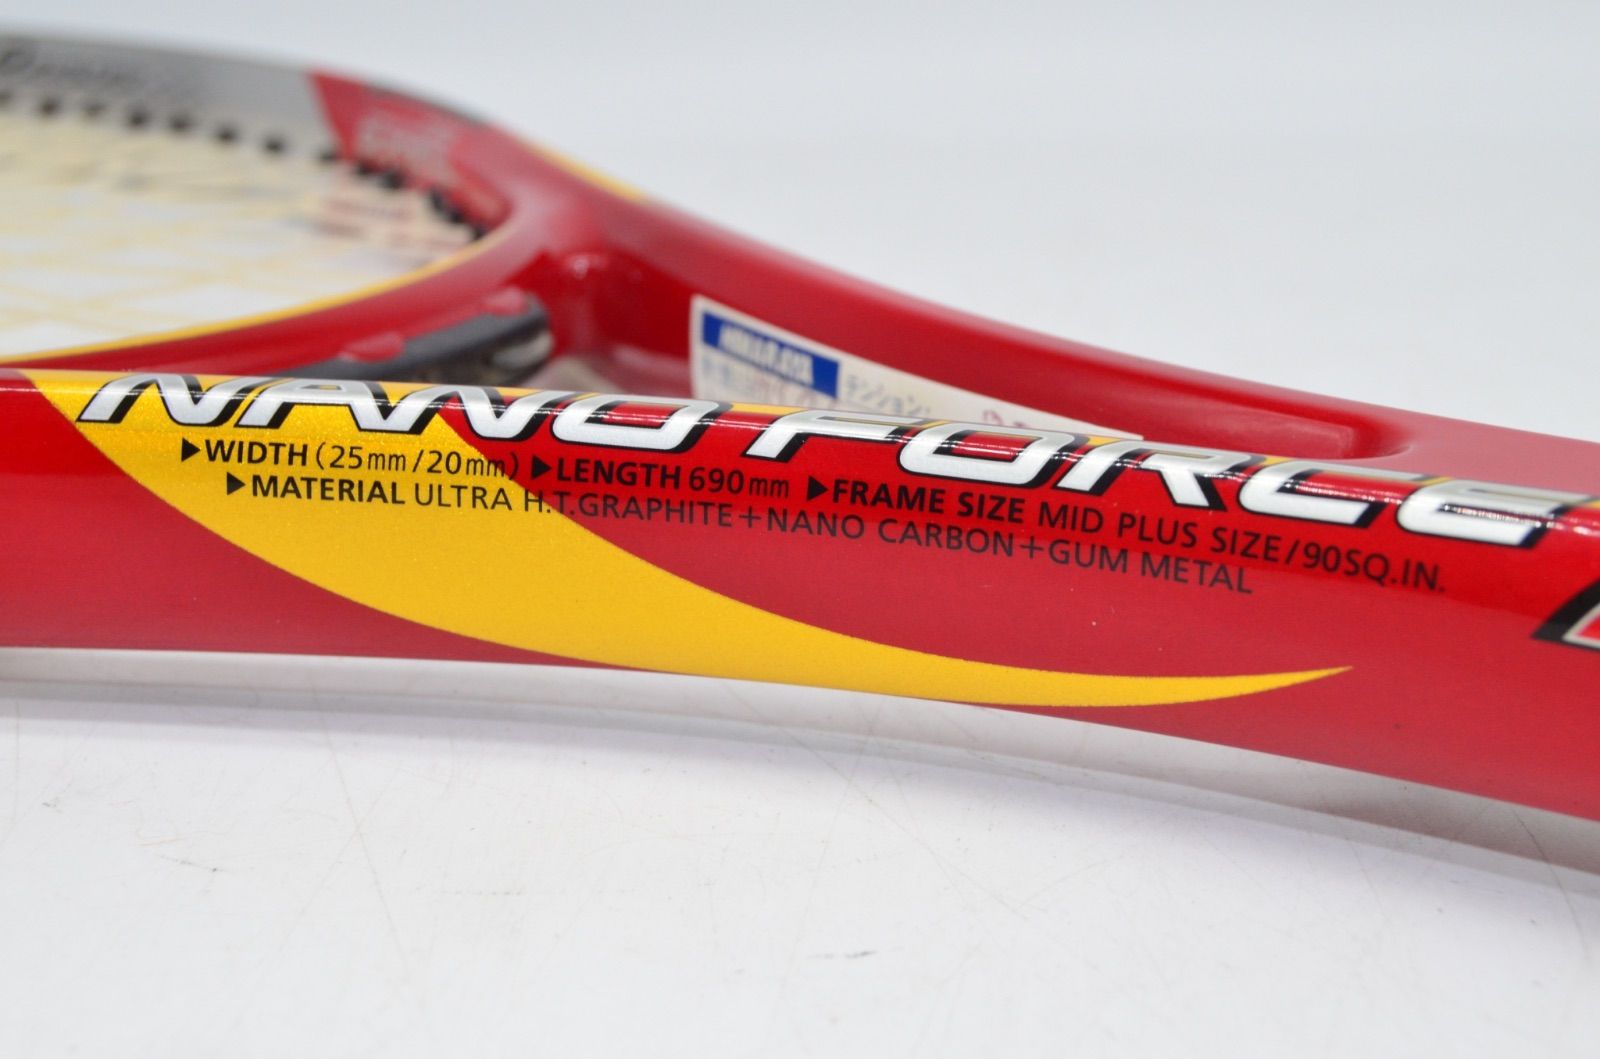 NANO FORCE
▶WIDTH (25mm/20mm) ▶LENGTH 690mm ▶FRAME SIZE MID PLUS SIZE/90SQ.IN.
▶MATERIAL ULTRA H.T.GRAPHITE+NANO CARBON+GUM METAL
テンション